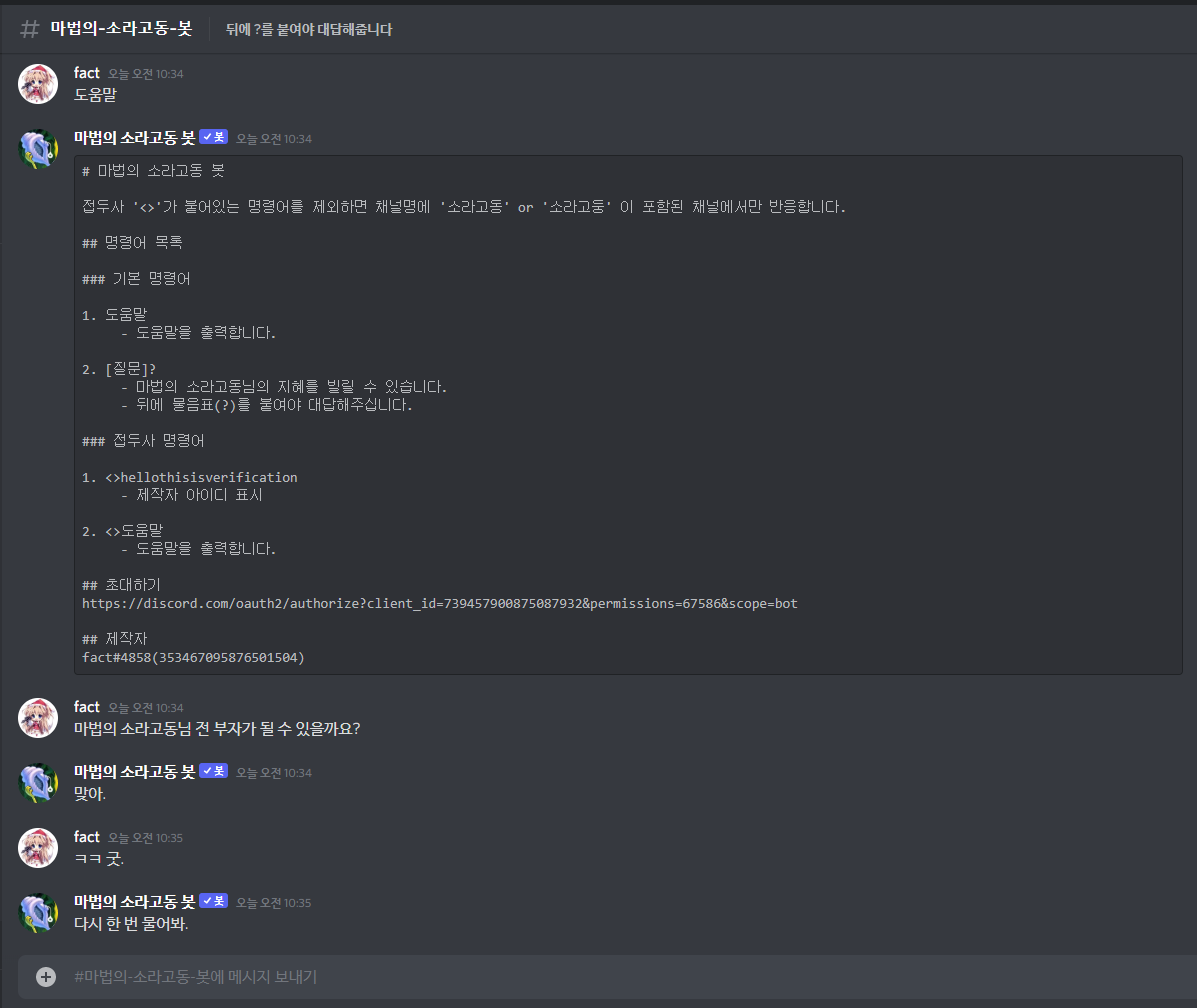 # 마법의-소라고동-봇 뒤에 ?를 붙여야 대답해줍니다
fact 오늘 오전 10:34
도움말
마법의 소라고동 봇 ✓봇 오늘 오전 10:34
# 마법의 소라고동 봇
접두사 '<>'가 붙어있는 명령어를 제외하면 채널명에 '소라고동' or '소라고둥' 이 포함된 채널에서만 반응합니다.
## 명령어 목록
### 기본 명령어
1. 도움말
- 도움말을 출력합니다.
2. [질문]?
- 마법의 소라고동님의 지혜를 빌릴 수 있습니다.
- 뒤에 물음표(?)를 붙여야 대답해주십니다.
### 접두사 명령어
1. <>hellothisisverification
- 제작자 아이디 표시
2. <>도움말
- 도움말을 출력합니다.
## 초대하기
https://discord.com/oauth2/authorize?client_id=739457900875087932&permissions=67586&scope=bot
## 제작자
fact#4858(353467095876501504)
fact 오늘 오전 10:34
마법의 소라고동님 전 부자가 될 수 있을까요?
마법의 소라고동 봇 ✓봇 오늘 오전 10:34
맞아.
fact 오늘 오전 10:35
ㅋㅋ 굿.
마법의 소라고동 봇 ✓봇 오늘 오전 10:35
다시 한 번 물어봐.
#마법의-소라고동-봇에 메시지 보내기